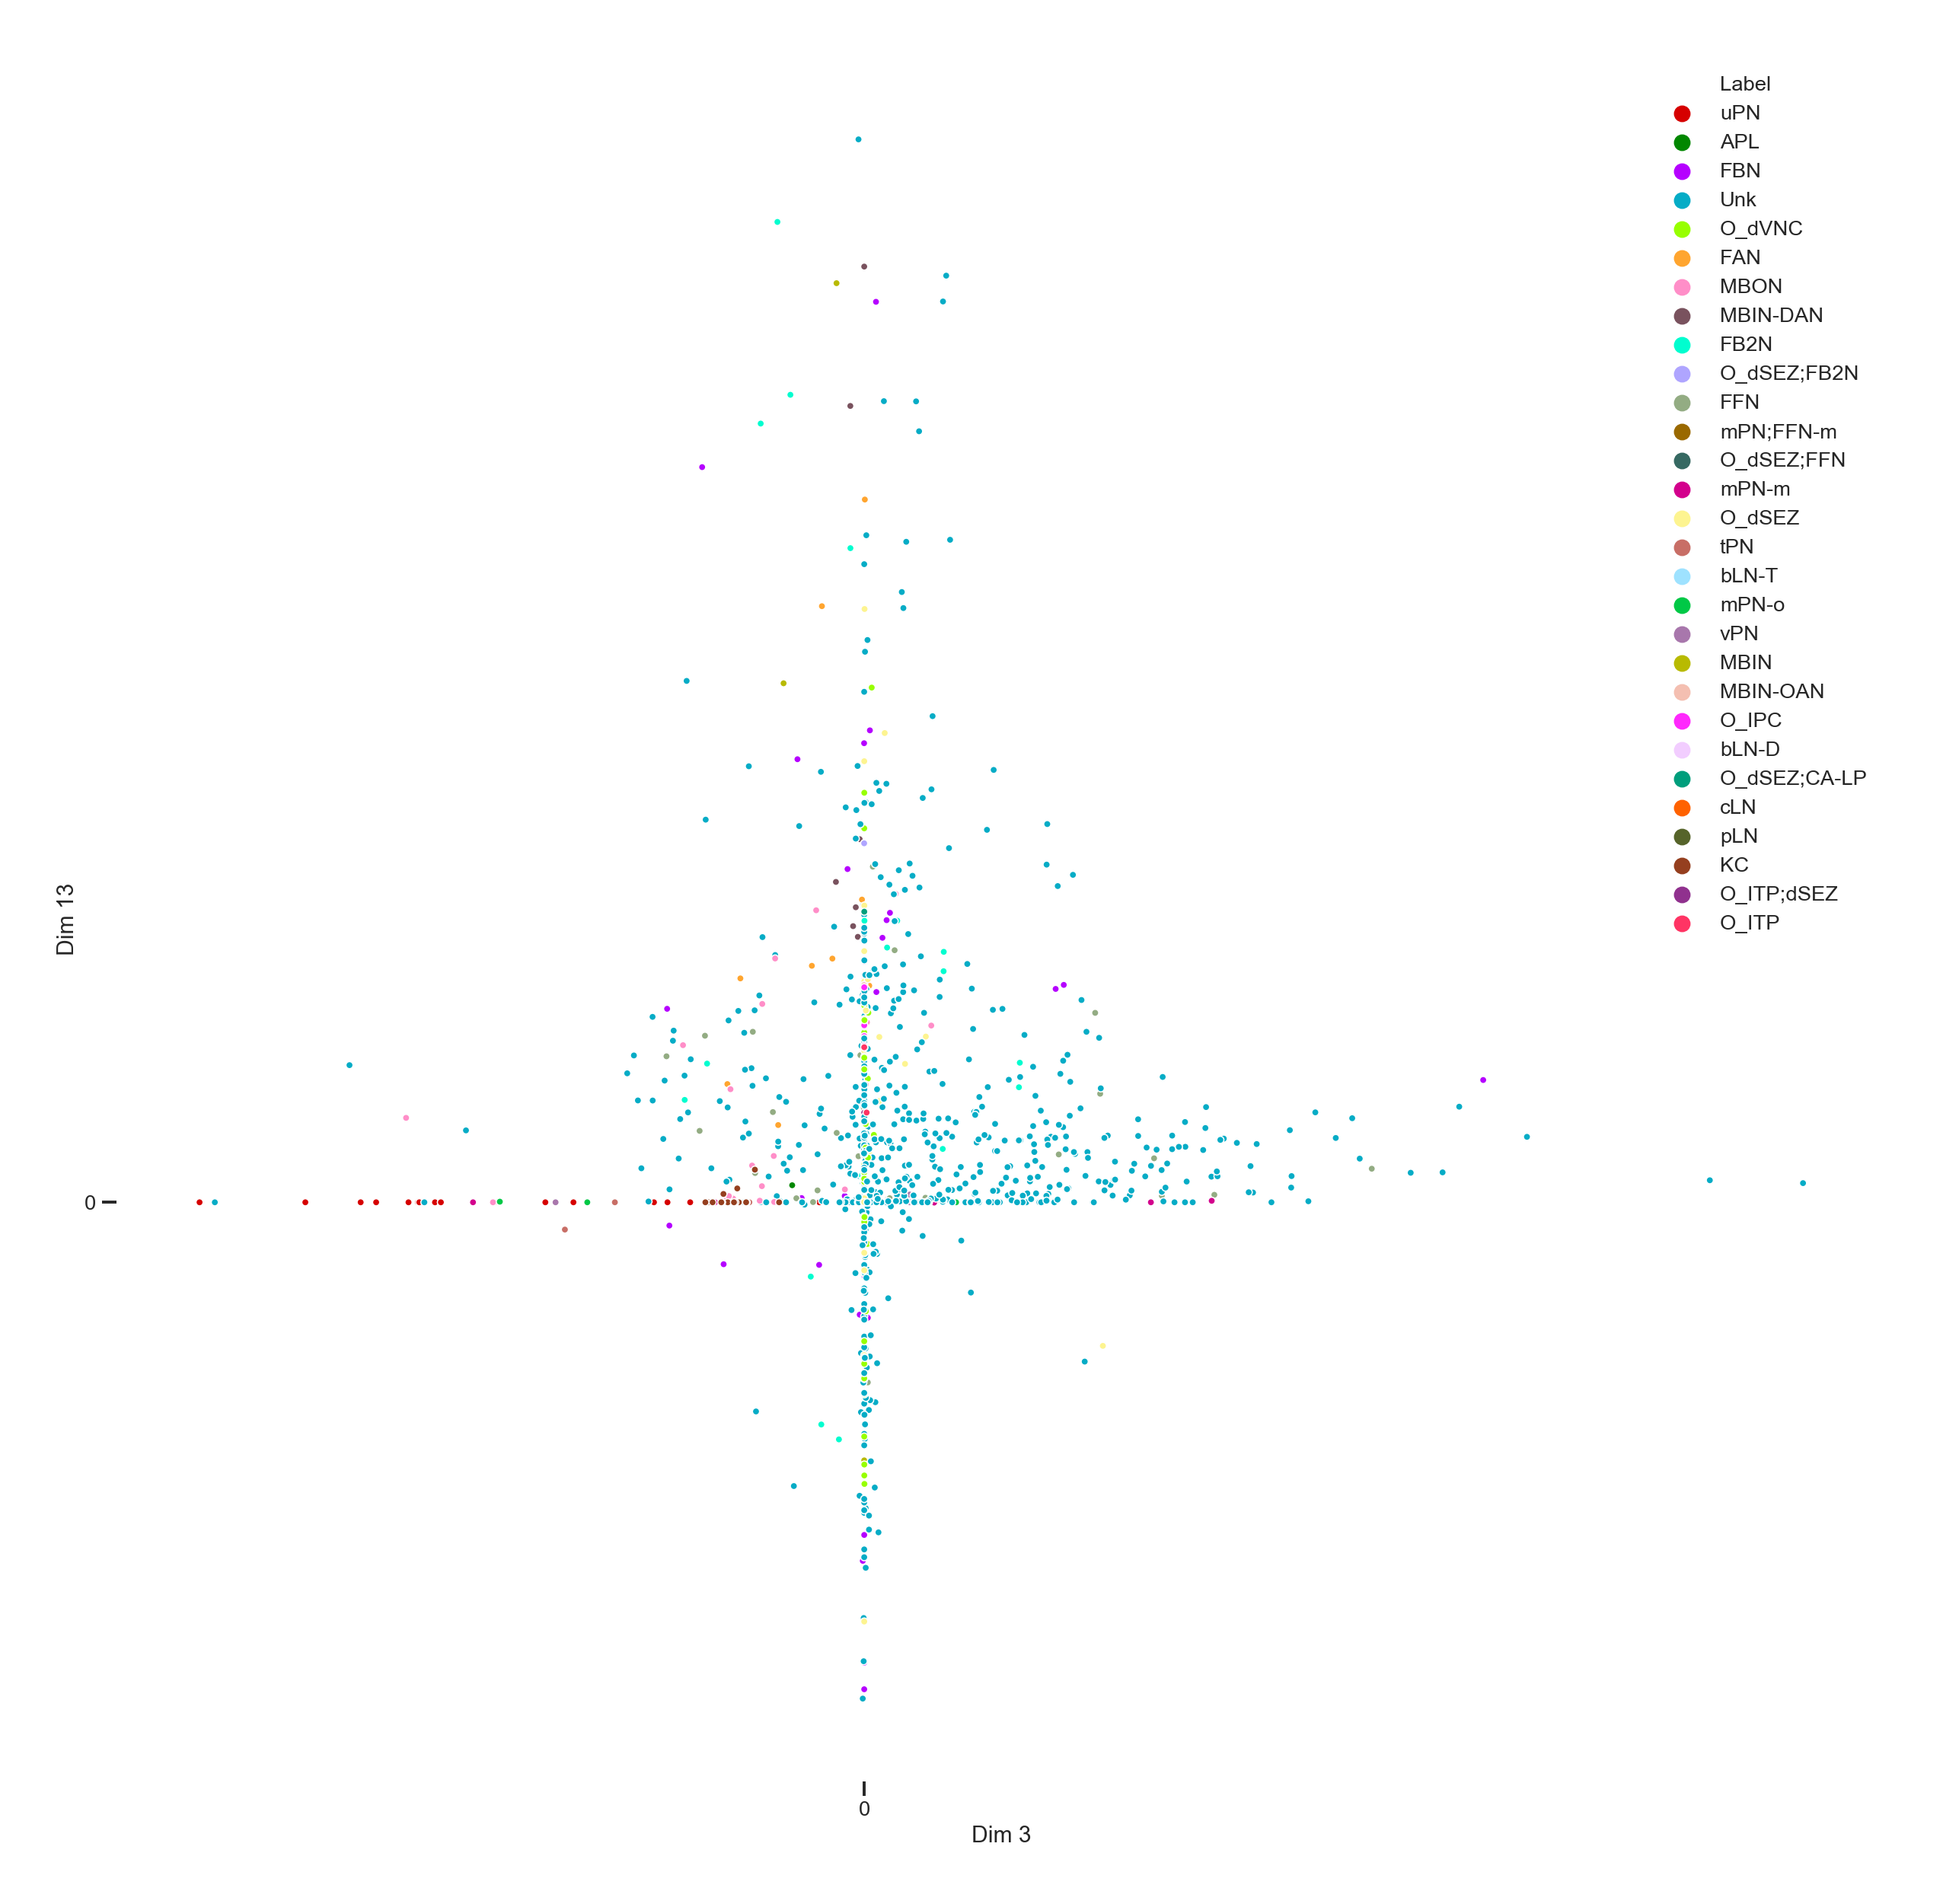 Label
uPN
APL
FBN
Unk
O_dVNC
FAN
MBON
MBIN-DAN
FB2N
O_dSEZ;FB2N
FFN
mPN;FFN-m
O_dSEZ;FFN
mPN-m
O_dSEZ
tPN
bLN-T
mPN-o
vPN
MBIN
MBIN-OAN
O_IPC
bLN-D
O_dSEZ;CA-LP
cLN
pLN
KC
O_ITP;dSEZ
O_ITP
Dim 13
0
0
Dim 3